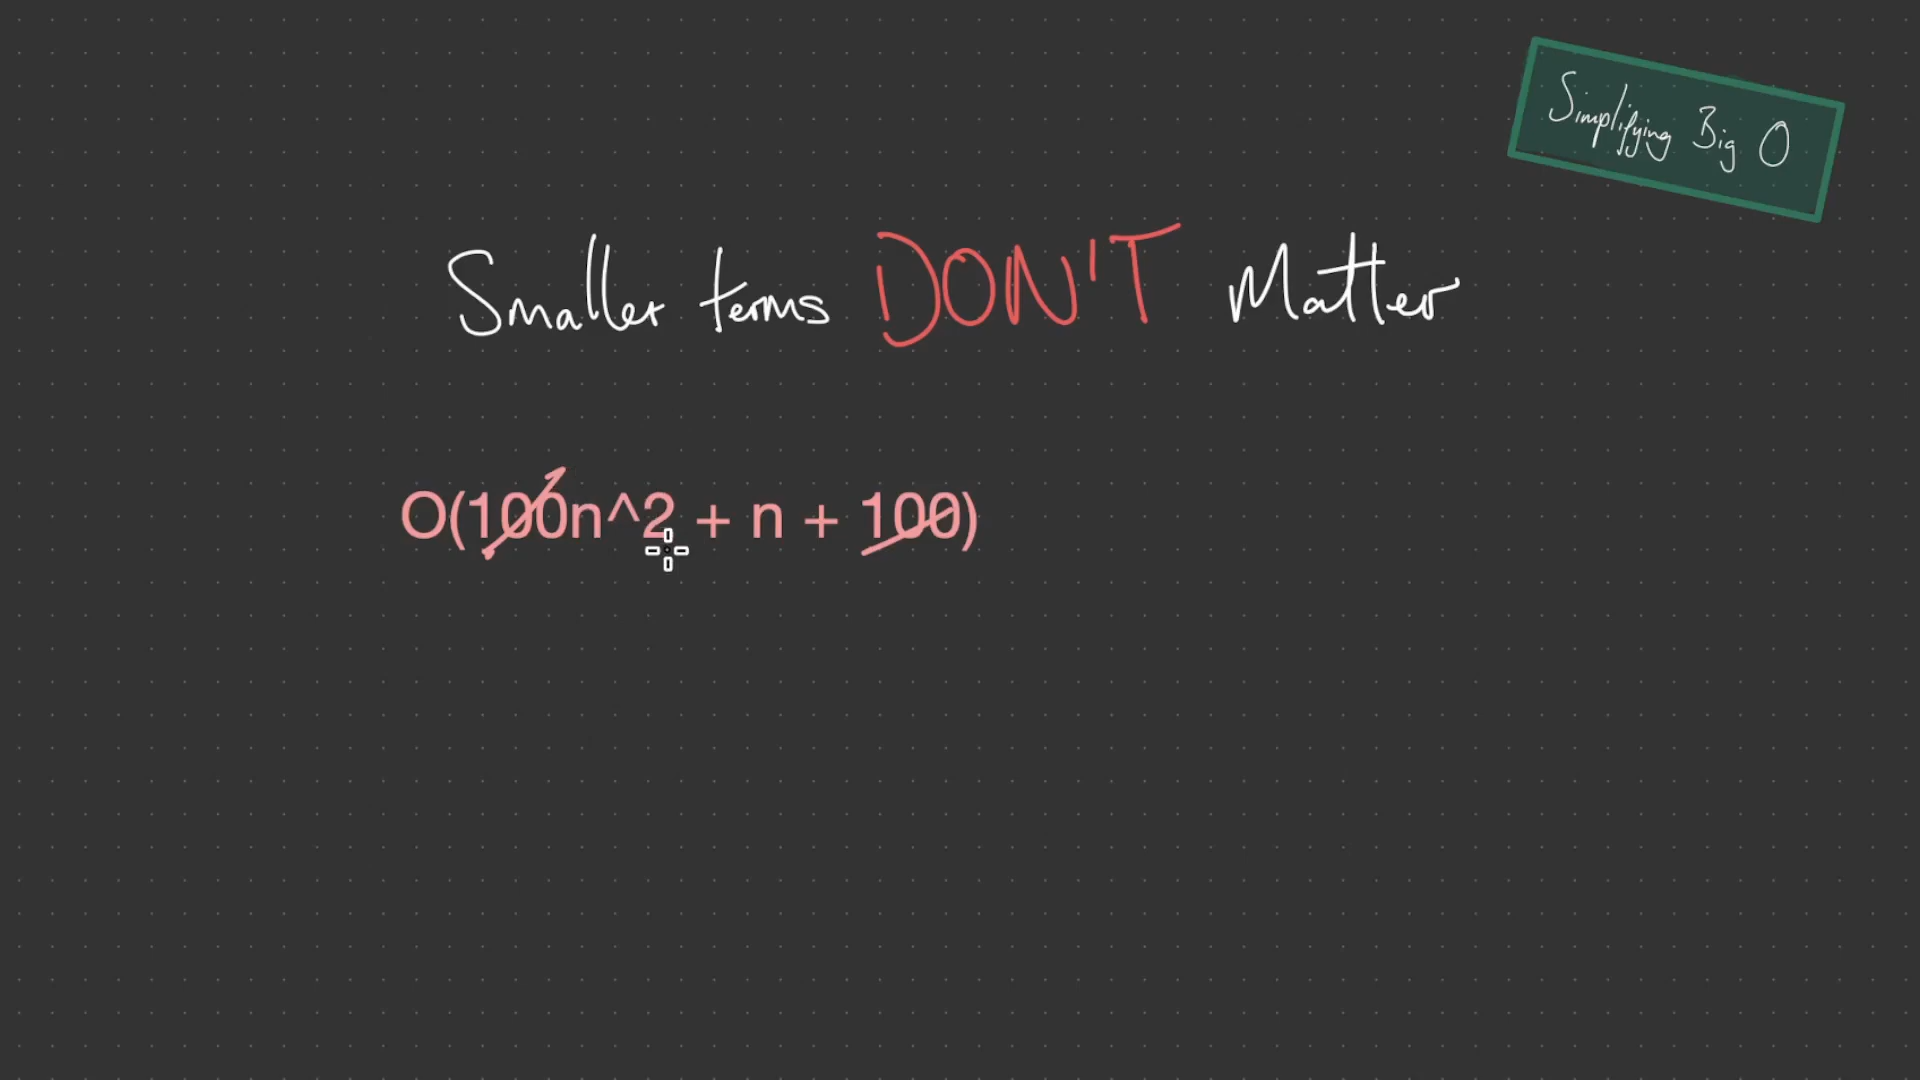 Simplifying Big O
Smaller terms DON'T Matter
O(100n^2 + n + 100)